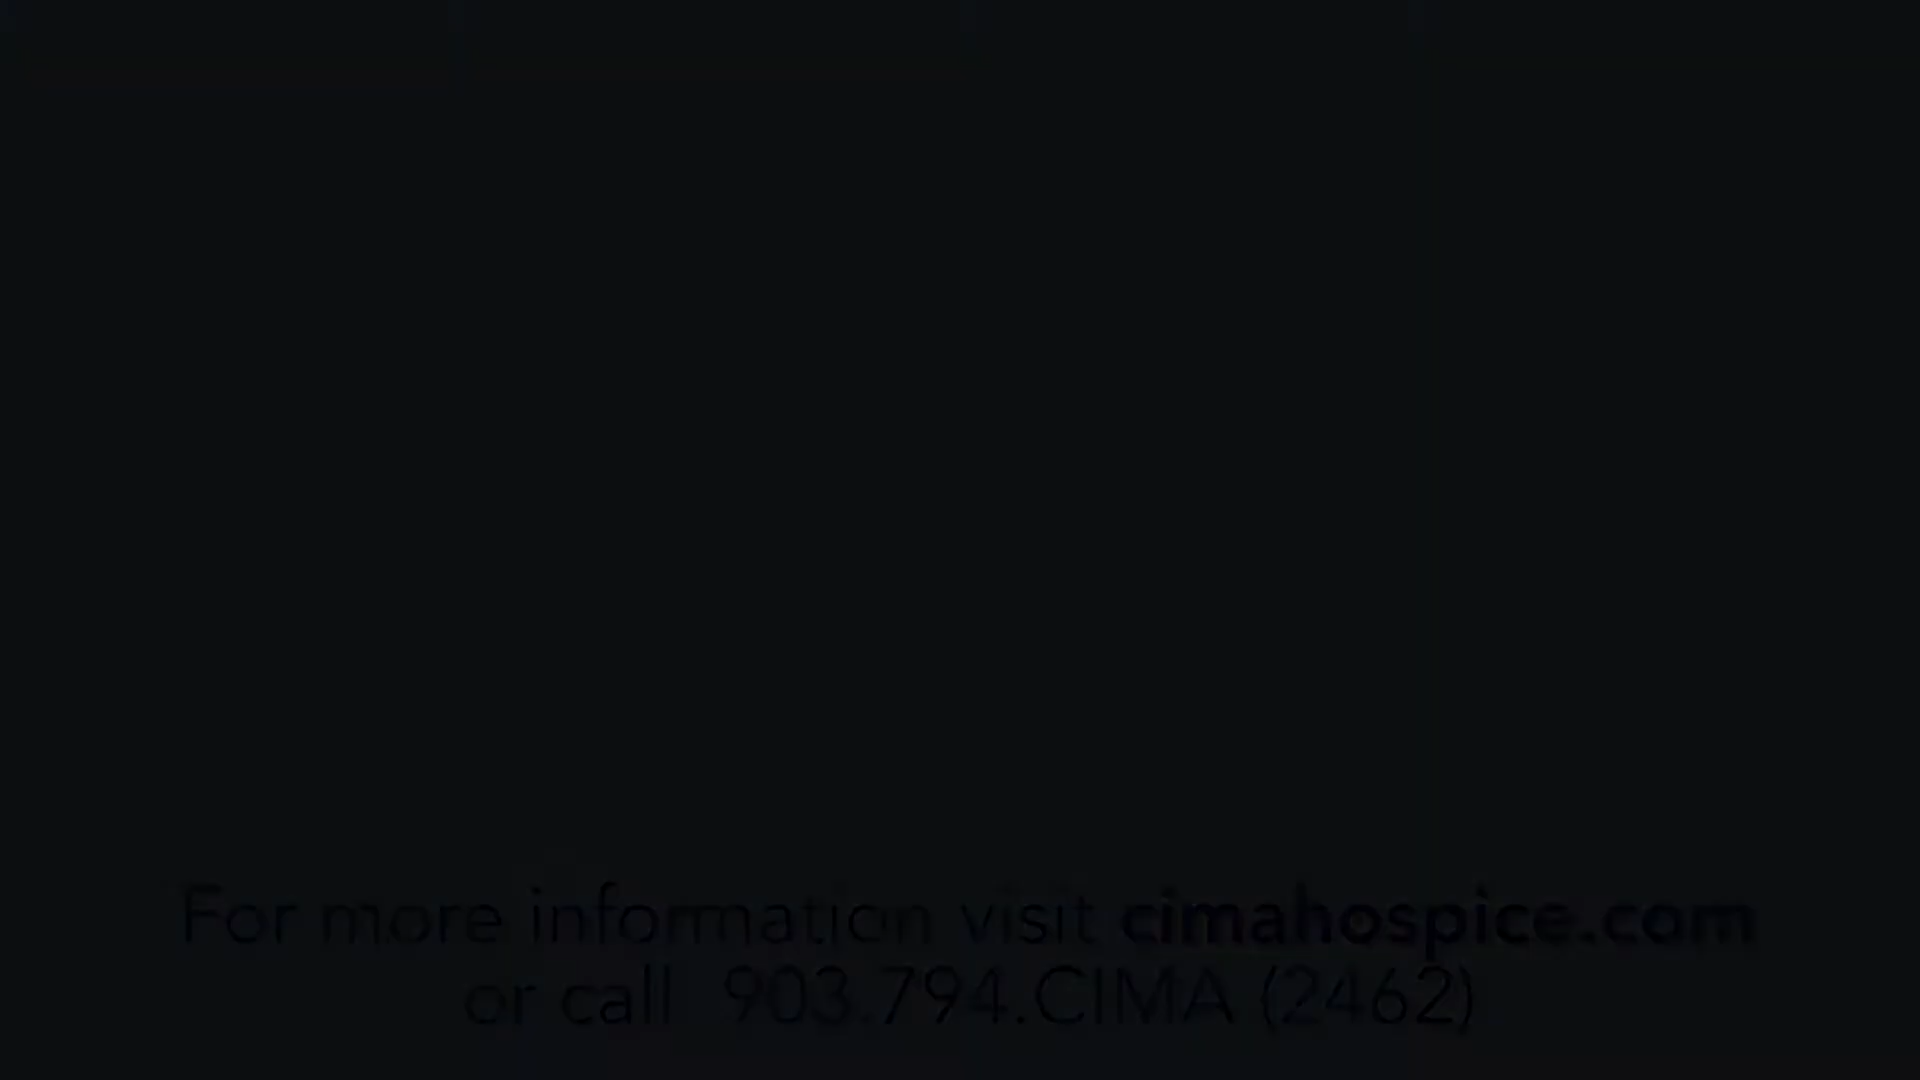 For more information visit cimahospice.com
or call 903.794.CIMA (2462)